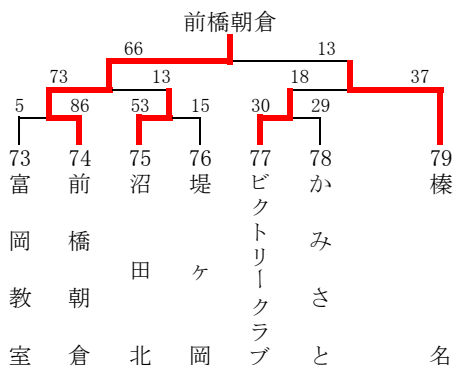 前橋朝倉
66 13
73 13 18 37
5 86 53 15 30 29
73 74 75 76 77 78 79
富岡教室
前橋朝倉
沼田北
堤ヶ岡
ビクトリークラブ
かみさと
榛名